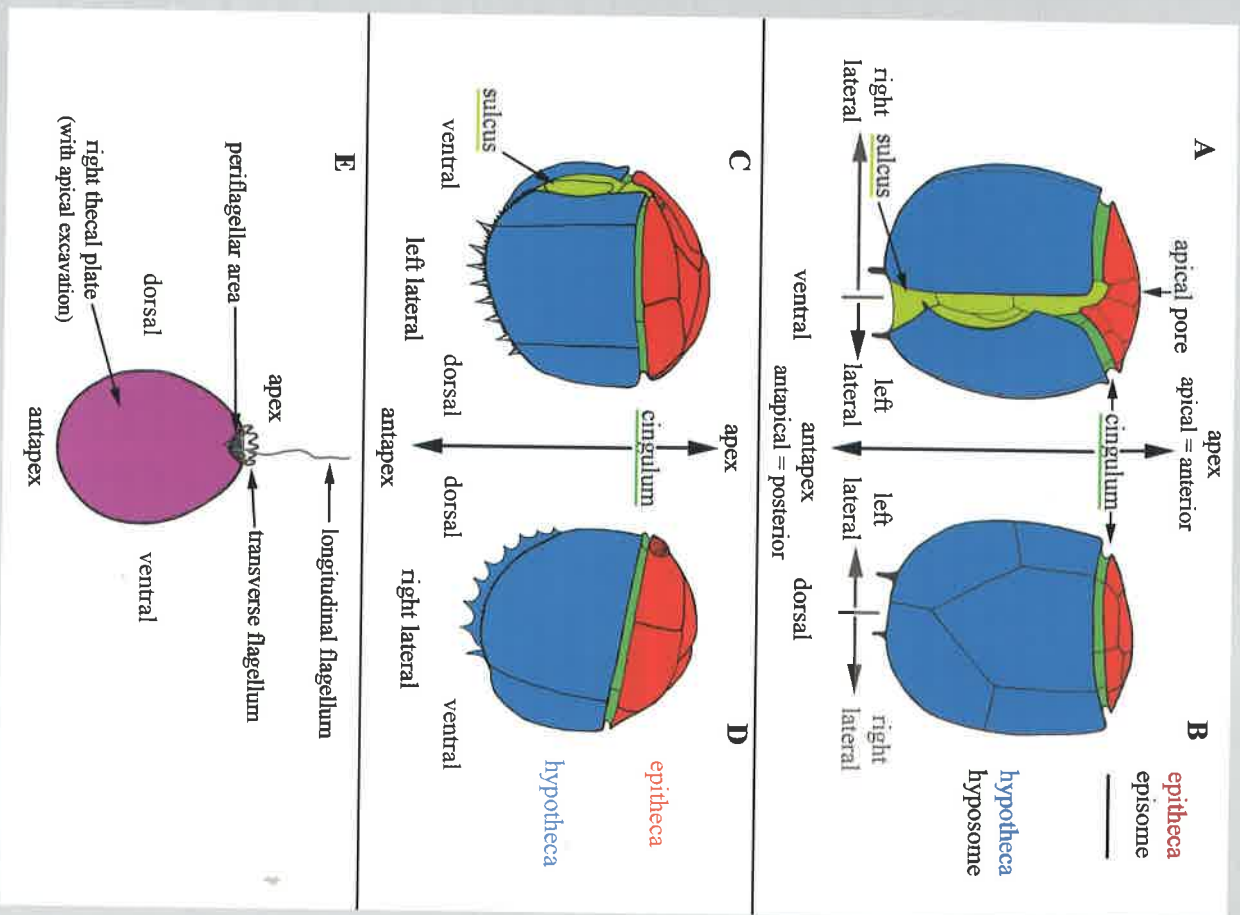 A
B
apical pore
apex
apical = anterior
epitheca
episome
cingulum
hypotheca
hyposome
right
lateral
sulcus
ventral
left
lateral
antapex
antapical = posterior
left
lateral
dorsal
right
lateral
C
D
apex
epitheca
cingulum
hypotheca
sulcus
ventral
left lateral
dorsal
antapex
dorsal
right lateral
ventral
E
longitudinal flagellum
apex
transverse flagellum
periflagellar area
dorsal
ventral
right thecal plate
(with apical excavation)
antapex